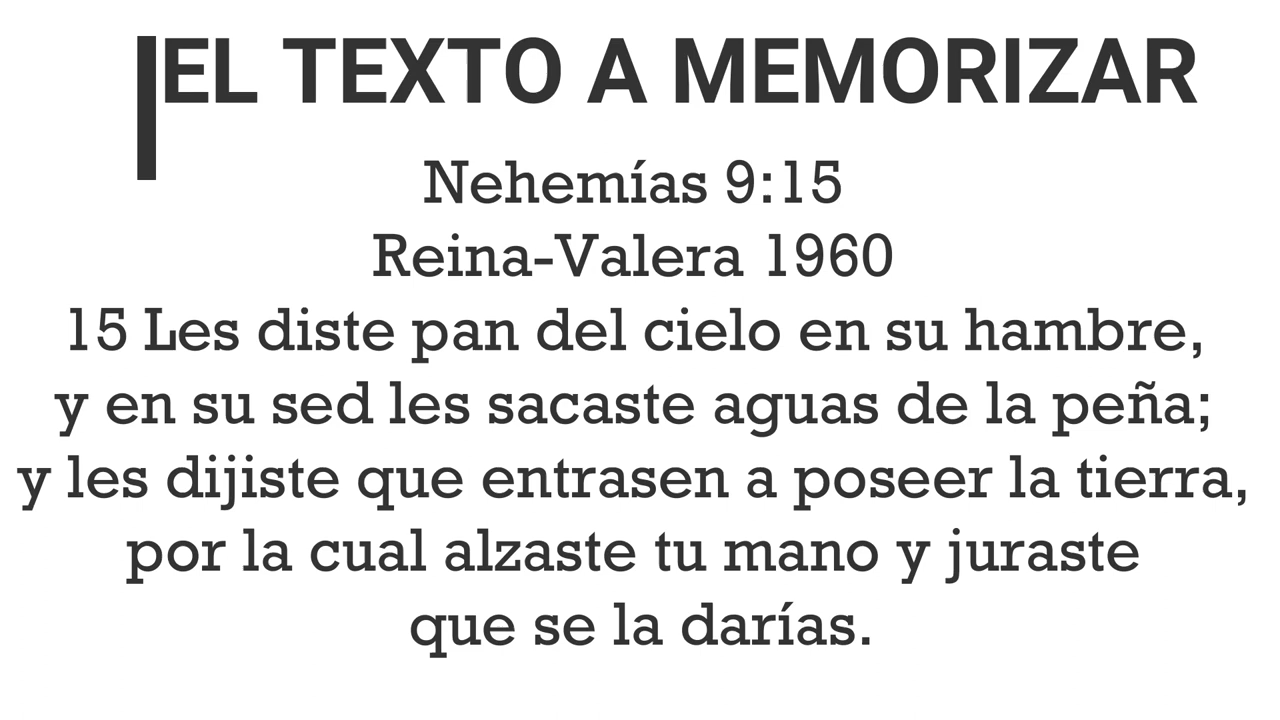 EL TEXTO A MEMORIZAR
Nehemías 9:15
Reina-Valera 1960
15 Les diste pan del cielo en su hambre,
y en su sed les sacaste aguas de la peña;
y les dijiste que entrasen a poseer la tierra,
por la cual alzaste tu mano y juraste
que se la darías.